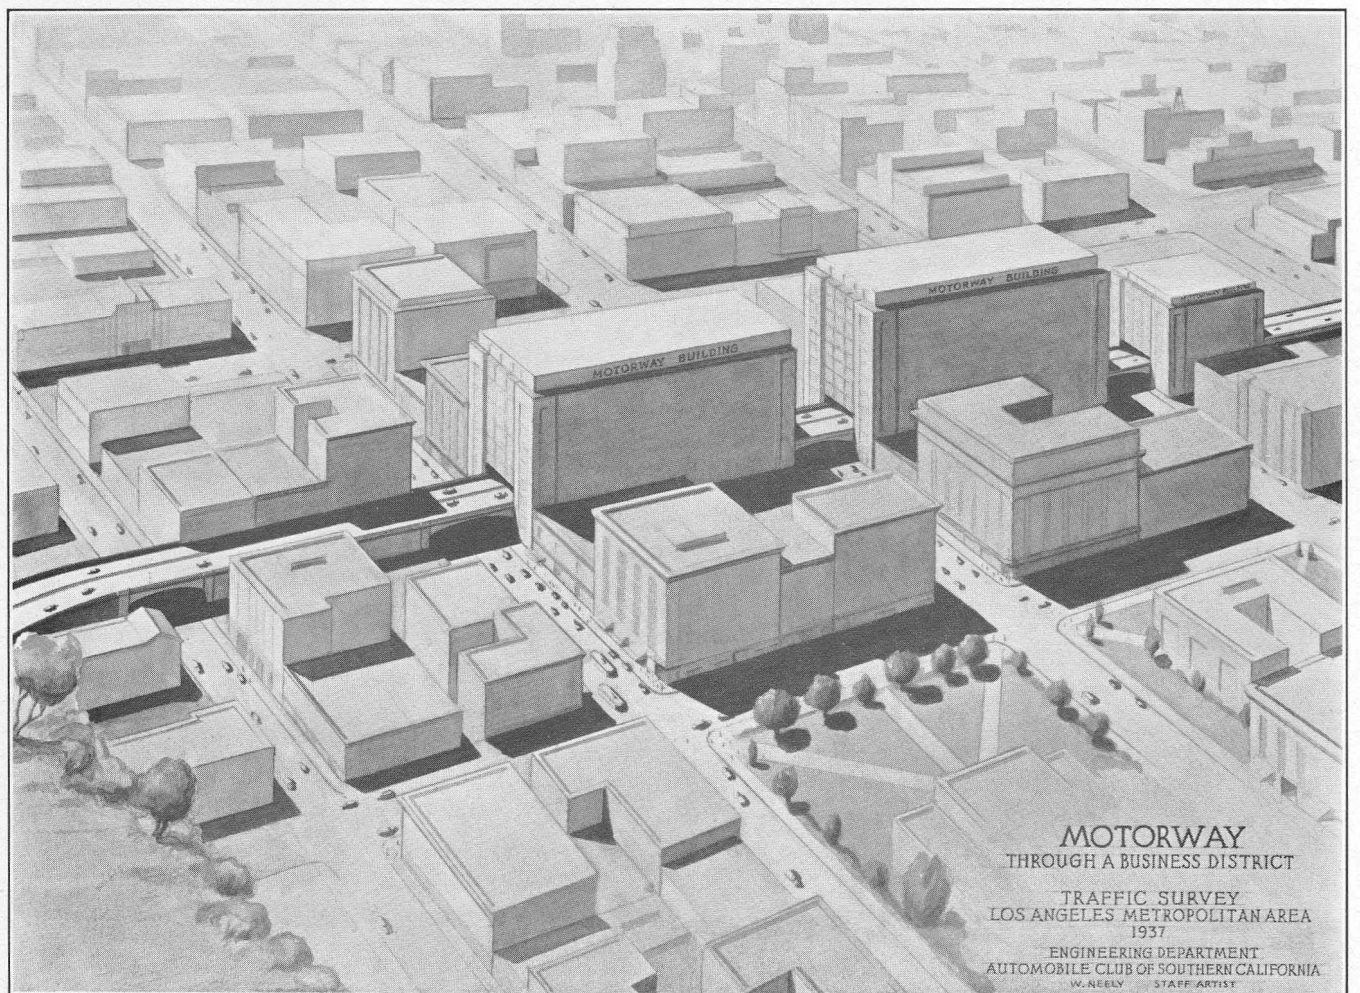 MOTORWAY BUILDING
MOTORWAY BUILDING
MOTORWAY
THROUGH A BUSINESS DISTRICT
TRAFFIC SURVEY
LOS ANGELES METROPOLITAN AREA
1937
ENGINEERING DEPARTMENT
AUTOMOBILE CLUB OF SOUTHERN CALIFORNIA
W. NEELY STAFF ARTIST